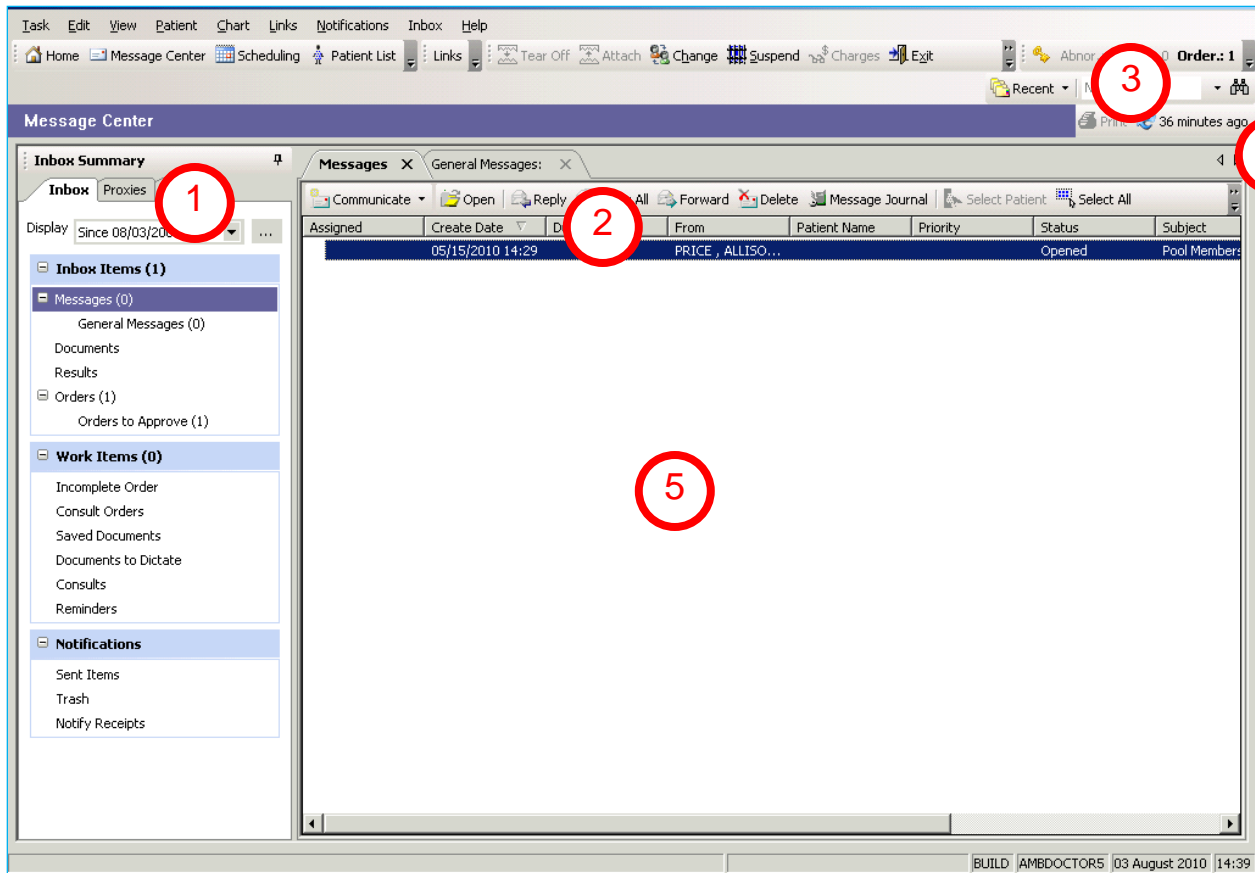 Task Edit View Patient Chart Links Notifications Inbox Help
Home Message Center Scheduling Patient List Links Tear Off Attach Change Suspend Charges Exit 0 Order.: 1
Recent 3
Message Center 36 minutes ago
Inbox Summary
Messages General Messages:
Inbox Proxies 1
Communicate Open Reply All Forward Delete Message Journal Select Patient Select All
Display Since 08/03/20 ...
2
Assigned Create Date From Patient Name Priority Status Subject
05/15/2010 14:29 PRICE , ALLISO... Opened Pool Members
Inbox Items (1)
Messages (0)
General Messages (0)
Documents
Results
Orders (1)
Orders to Approve (1)
Work Items (0)
Incomplete Order
5
Consult Orders
Saved Documents
Documents to Dictate
Consults
Reminders
Notifications
Sent Items
Trash
Notify Receipts
BUILD AMBDOCTOR5 03 August 2010 14:39